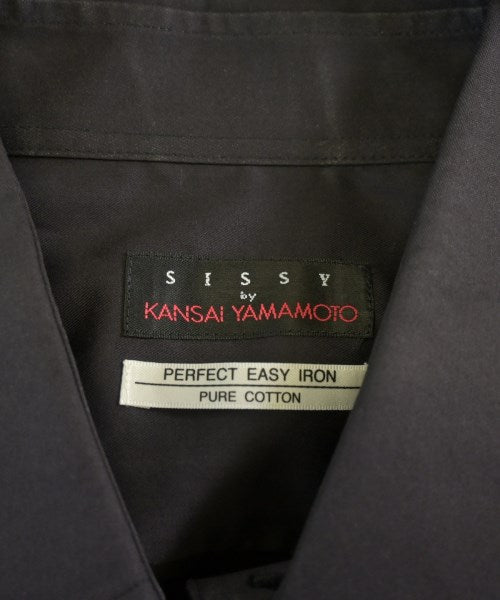 SISSY
by
KANSAI YAMAMOTO
PERFECT EASY IRON
PURE COTTON